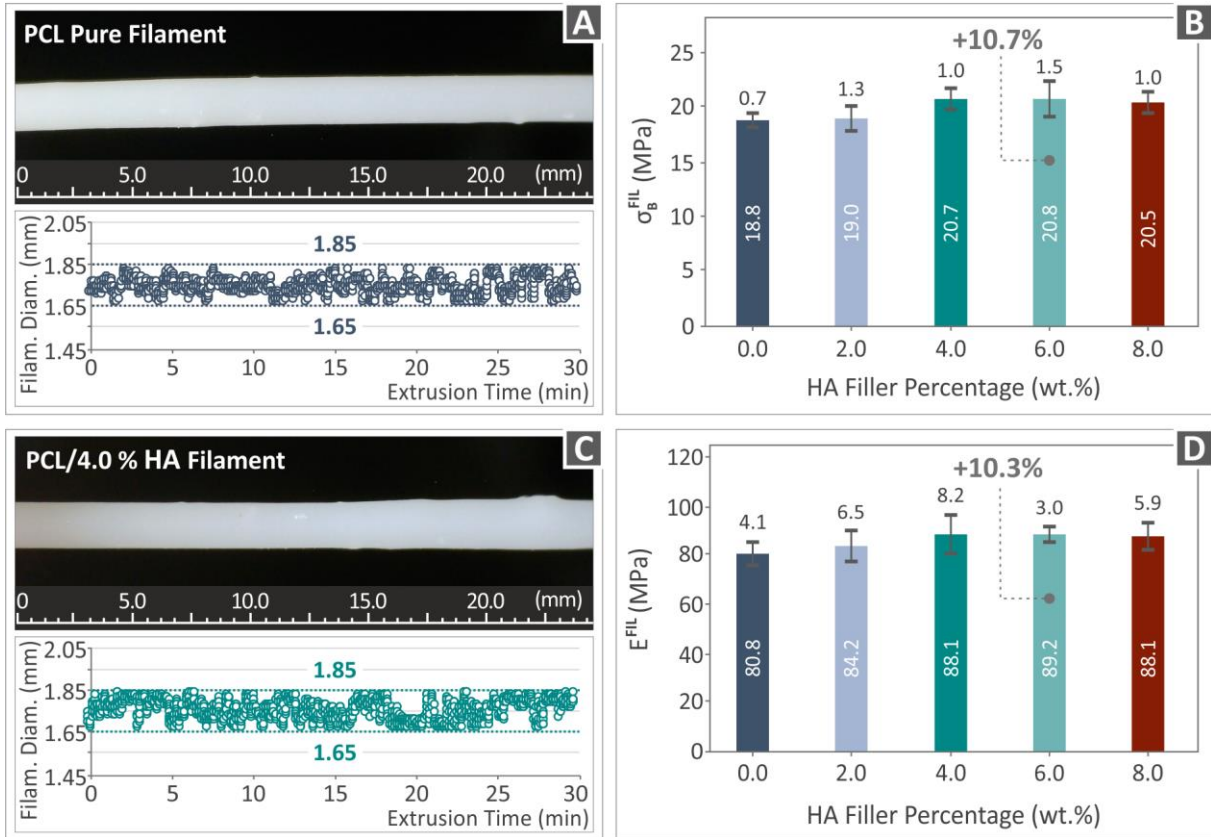 PCL Pure Filament
A
0 5.0 10.0 15.0 20.0 (mm)
Filam. Diam. (mm)
2.05
1.85
1.65
1.45
1.85
1.65
0 5 10 15 20 25 30
Extrusion Time (min)
B
+10.7%
σB^FIL (MPa)
25
20
15
10
5
0
0.7 1.3 1.0 1.5 1.0
18.8 19.0 20.7 20.8 20.5
0.0 2.0 4.0 6.0 8.0
HA Filler Percentage (wt.%)
PCL/4.0 % HA Filament
C
0 5.0 10.0 15.0 20.0 (mm)
Filam. Diam. (mm)
2.05
1.85
1.65
1.45
1.85
1.65
0 5 10 15 20 25 30
Extrusion Time (min)
D
+10.3%
E^FIL (MPa)
120
100
80
60
40
20
0
4.1 6.5 8.2 3.0 5.9
80.8 84.2 88.1 89.2 88.1
0.0 2.0 4.0 6.0 8.0
HA Filler Percentage (wt.%)